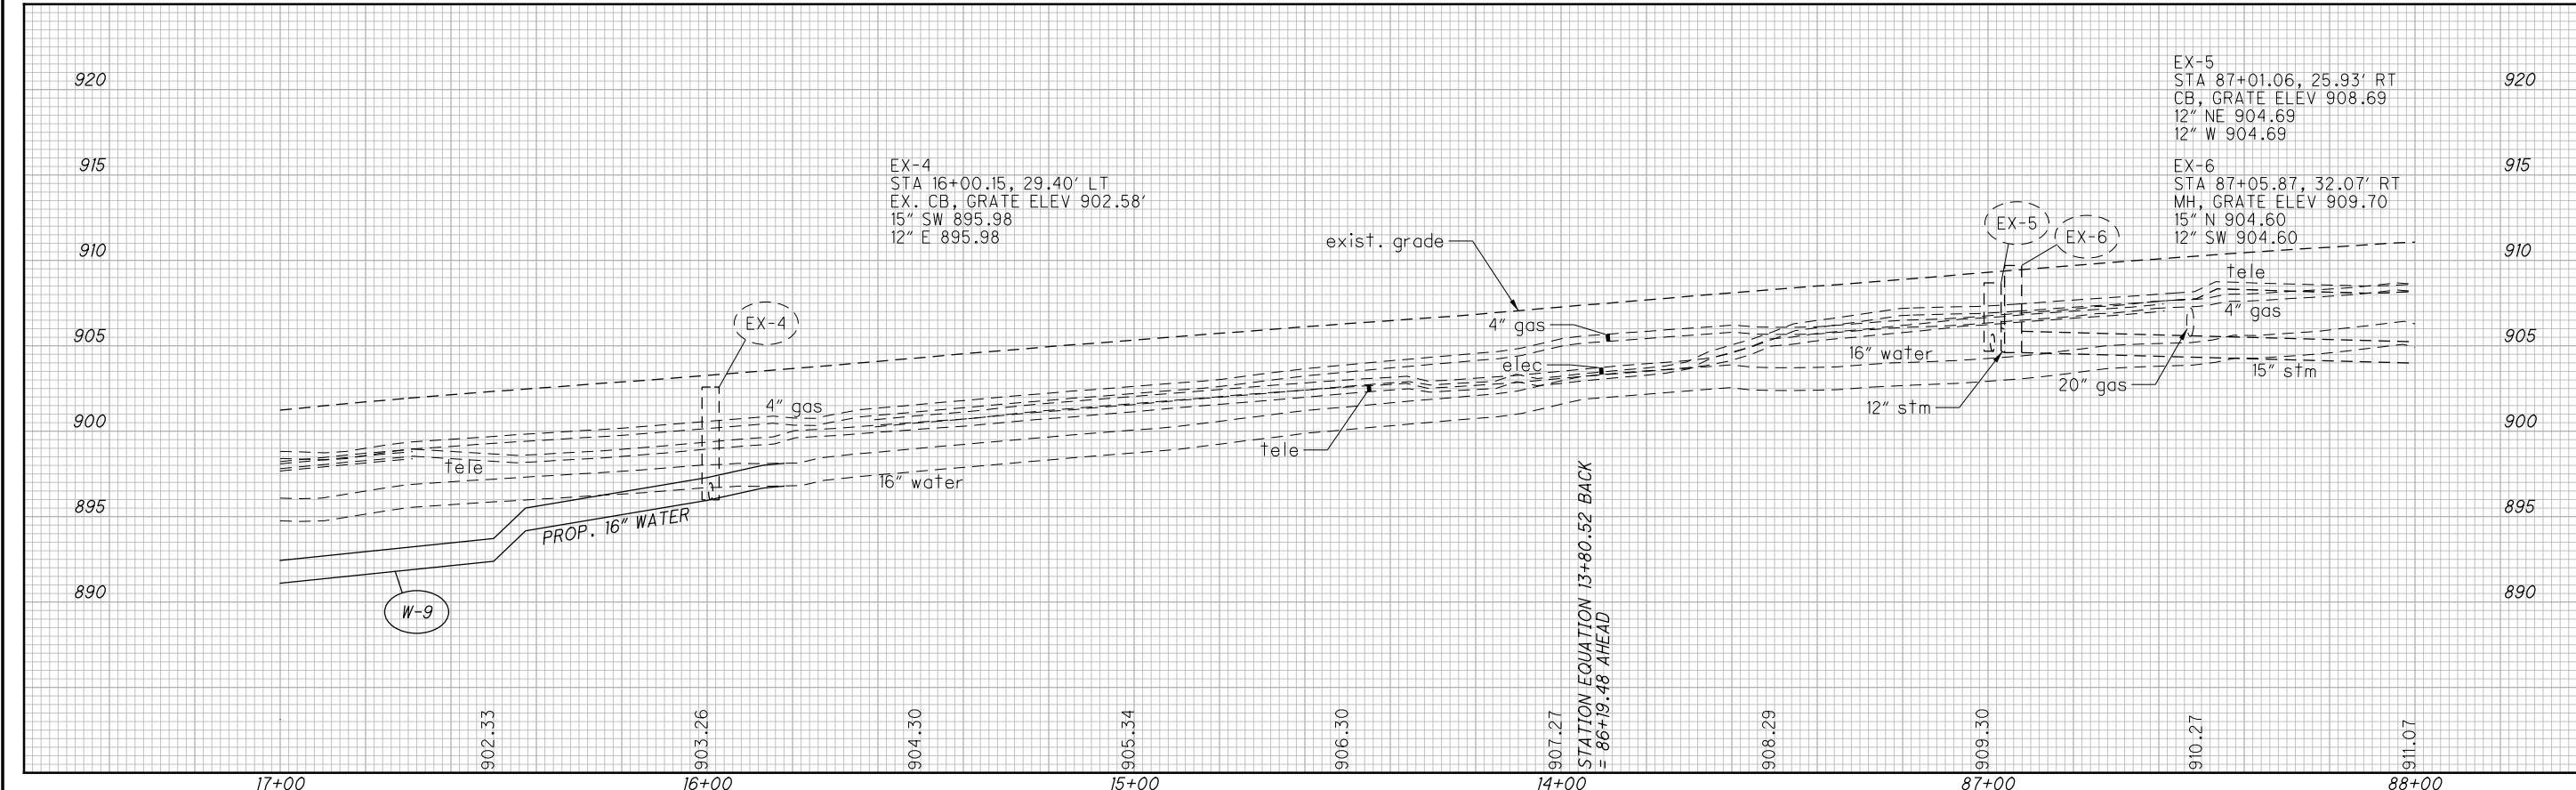 EX-5
STA 87+01.06, 25.93' RT
CB, GRATE ELEV 908.69
12" NE 904.69
12" W 904.69
920
920
915
915
EX-4
STA 16+00.15, 29.40' LT
EX. CB, GRATE ELEV 902.58'
15" SW 895.98
12" E 895.98
EX-6
STA 87+05.87, 32.07' RT
MH, GRATE ELEV 909.70
15" N 904.60
12" SW 904.60
910
exist. grade
EX-5
EX-6
910
tele
4" gas
EX-4
905
4" gas
16" water
905
elec
20" gas
15" stm
4" gas
12" stm
900
900
tele
tele
16" water
895
PROP. 16" WATER
895
890
W-9
890
STATION EQUATION 13+80.52 BACK
= 86+19.48 AHEAD
902.33
903.26
904.30
905.34
906.30
907.27
908.29
909.30
910.27
911.07
17+00
16+00
15+00
14+00
87+00
88+00